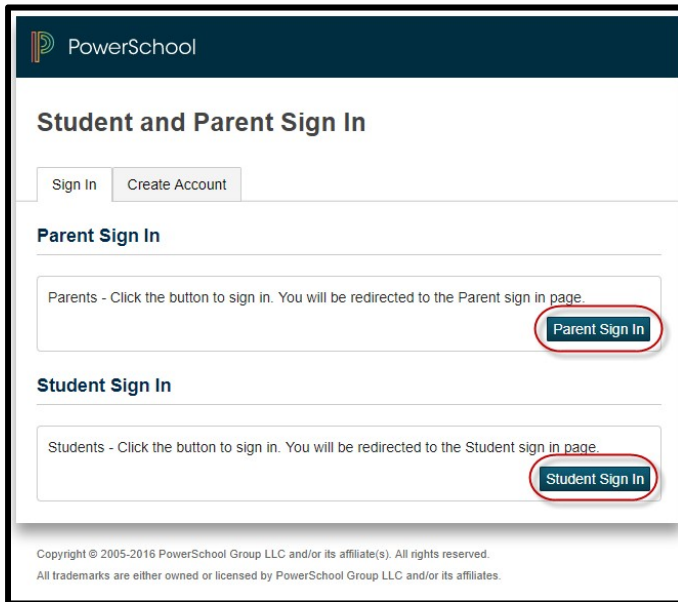 PowerSchool
Student and Parent Sign In
Sign In
Create Account
Parent Sign In
Parents - Click the button to sign in. You will be redirected to the Parent sign in page.
Parent Sign In
Student Sign In
Students - Click the button to sign in. You will be redirected to the Student sign in page.
Student Sign In
Copyright © 2005-2016 PowerSchool Group LLC and/or its affiliate(s). All rights reserved.
All trademarks are either owned or licensed by PowerSchool Group LLC and/or its affiliates.